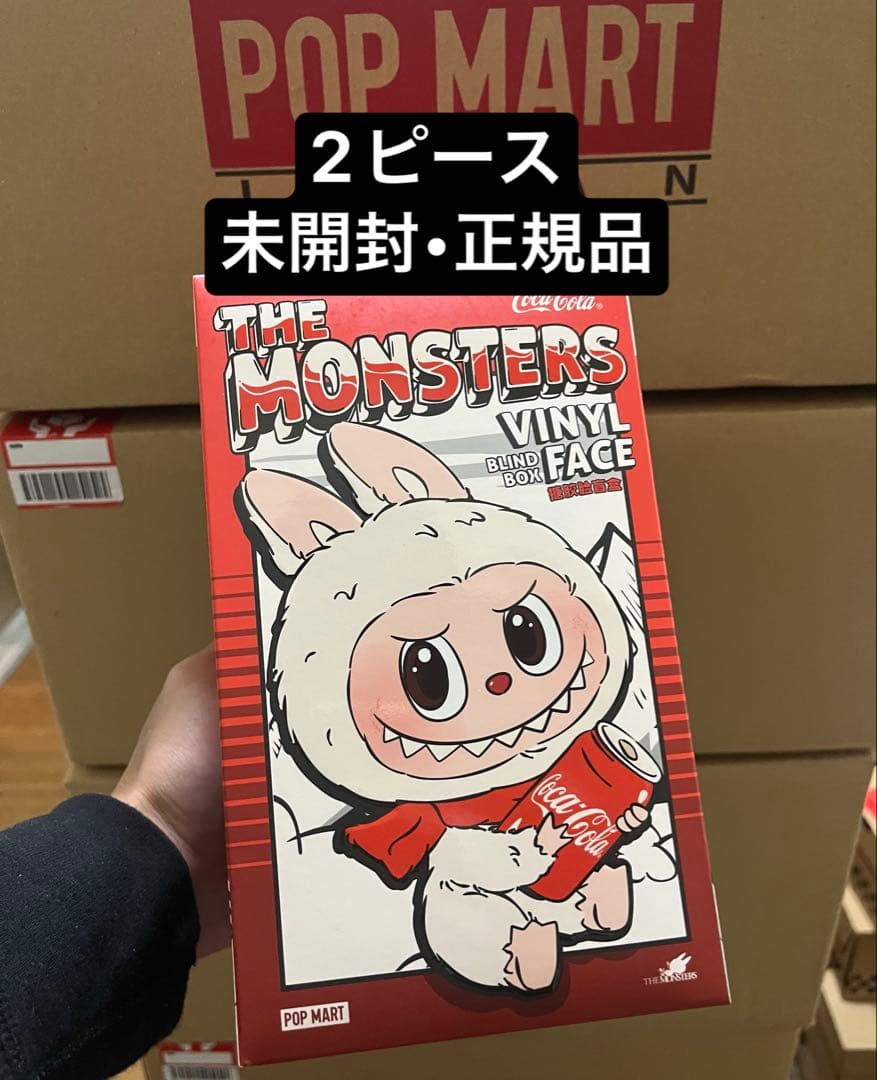 POP MART
N
2ピース
未開封•正規品
Coca Cola®
THE
MONSTERS
VINYL
BLIND BOX
FACE
搪胶脸盲盒
Coca-Cola
THE MONSTERS
POP MART